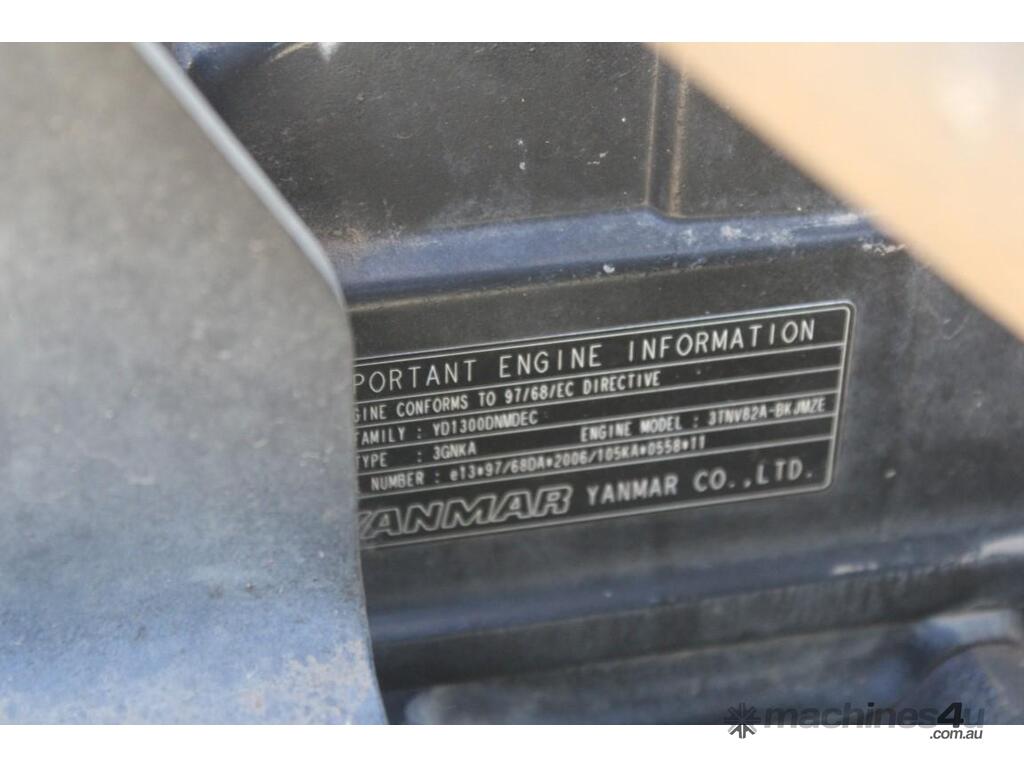 PORTANT ENGINE INFORMATION
GINE CONFORMS TO 97/68/EC DIRECTIVE
FAMILY : YD1300DNMDEC
TYPE : 3GNKA ENGINE MODEL : 3TNV82A-BKJMZE
NUMBER : e13*97/68DA*2006/105KA*0558*11
YANMAR YANMAR CO.,LTD.
machines4u
.com.au